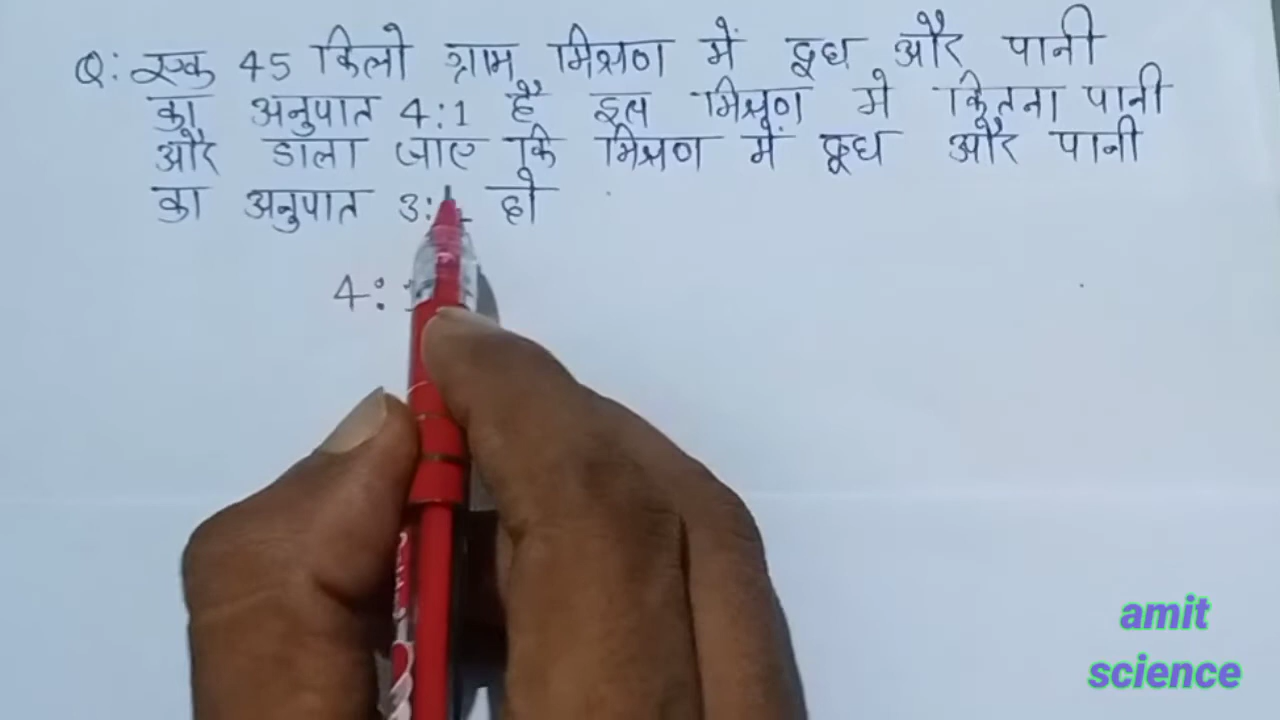 Q: एक 45 किलो ग्राम मिश्रण में दूध और पानी
का अनुपात 4:1 है इस मिश्रण मे कितना पानी
और डाला जाए कि मिश्रण में दूध और पानी
का अनुपात 3: हो
4:
amit
science